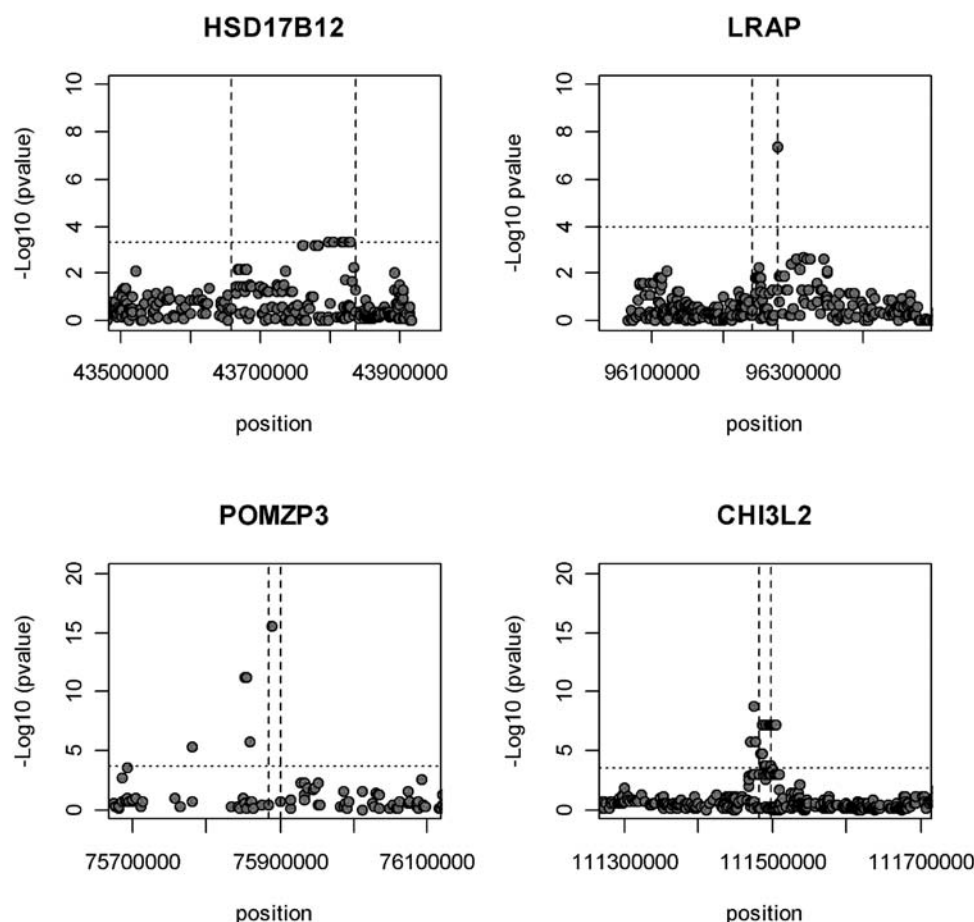 HSD17B12
-Log10 (pvalue)
10
8
6
4
2
0
43500000 43700000 43900000
position
LRAP
-Log10 pvalue
10
8
6
4
2
0
96100000 96300000
position
POMZP3
-Log10 (pvalue)
20
15
10
5
0
75700000 75900000 76100000
position
CHI3L2
-Log10 (pvalue)
20
15
10
5
0
111300000 111500000 111700000
position